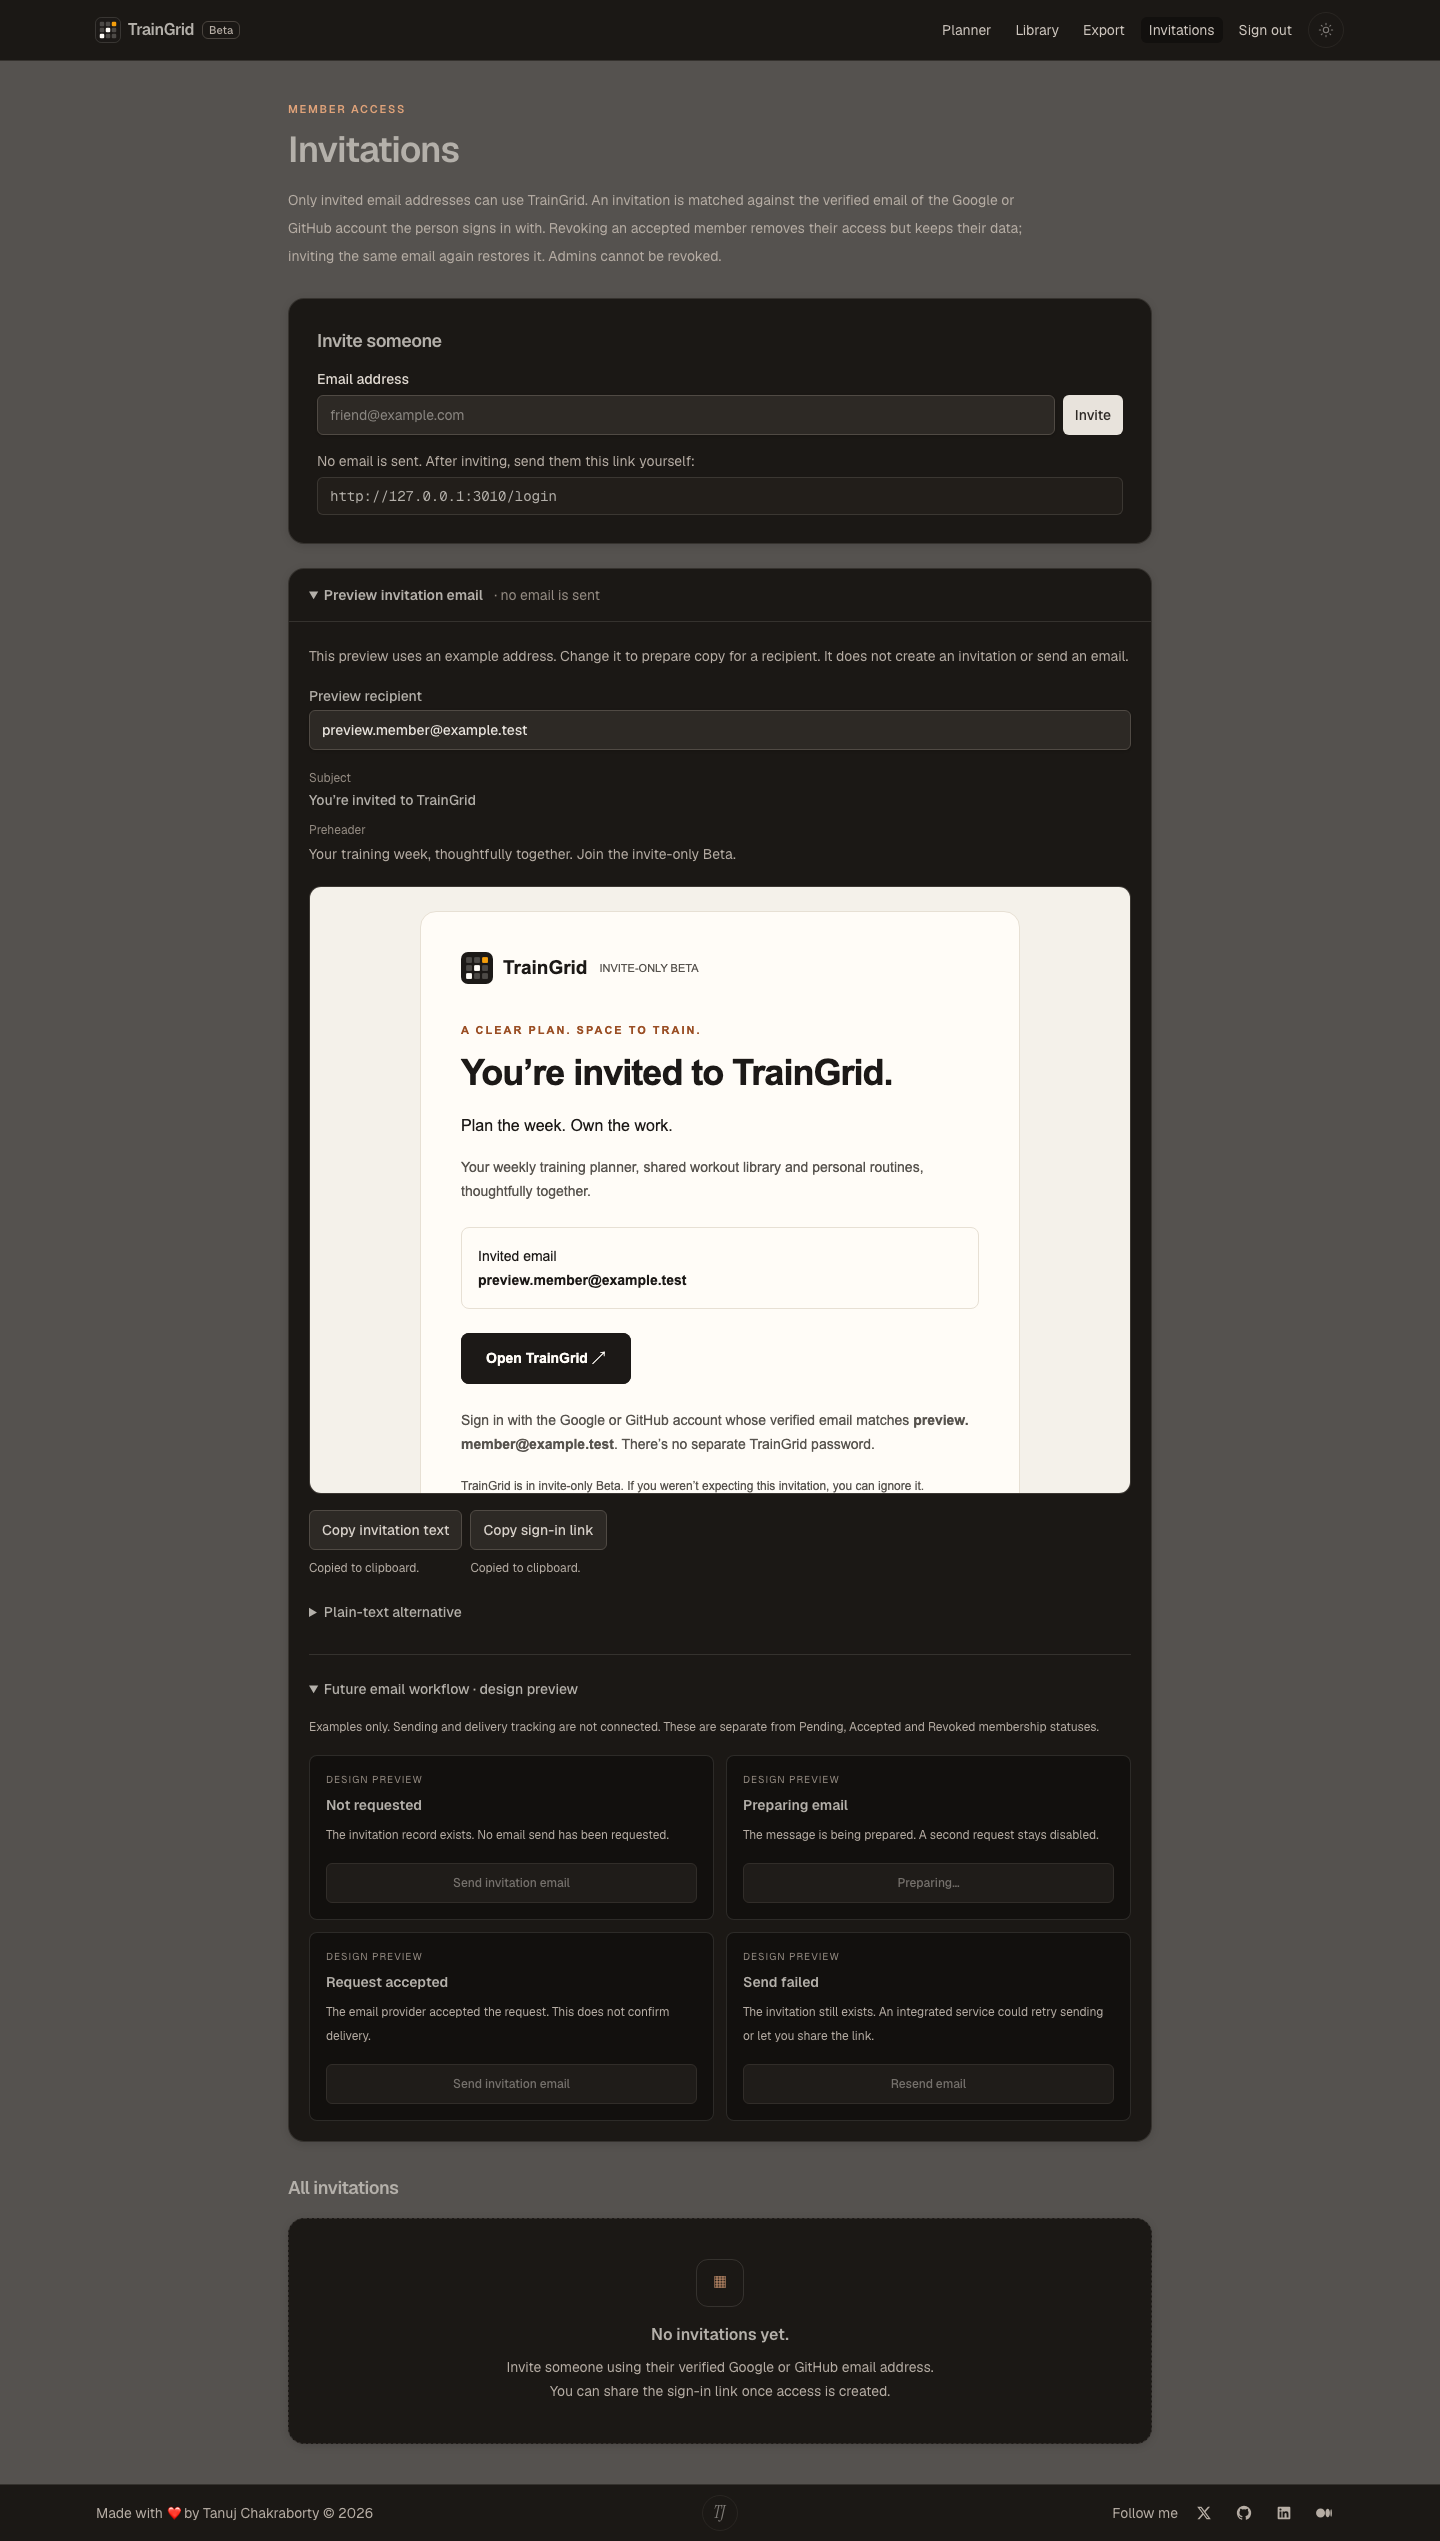 TrainGrid Beta
Planner Library Export Invitations Sign out
MEMBER ACCESS
Invitations
Only invited email addresses can use TrainGrid. An invitation is matched against the verified email of the Google or
GitHub account the person signs in with. Revoking an accepted member removes their access but keeps their data;
inviting the same email again restores it. Admins cannot be revoked.
Invite someone
Email address
friend@example.com
Invite
No email is sent. After inviting, send them this link yourself:
http://127.0.0.1:3010/login
▼ Preview invitation email · no email is sent
This preview uses an example address. Change it to prepare copy for a recipient. It does not create an invitation or send an email.
Preview recipient
preview.member@example.test
Subject
You're invited to TrainGrid
Preheader
Your training week, thoughtfully together. Join the invite-only Beta.
TrainGrid INVITE-ONLY BETA
A CLEAR PLAN. SPACE TO TRAIN.
You’re invited to TrainGrid.
Plan the week. Own the work.
Your weekly training planner, shared workout library and personal routines,
thoughtfully together.
Invited email
preview.member@example.test
Open TrainGrid ↗
Sign in with the Google or GitHub account whose verified email matches preview.
member@example.test. There’s no separate TrainGrid password.
TrainGrid is in invite-only Beta. If you weren’t expecting this invitation, you can ignore it.
Copy invitation text Copy sign-in link
Copied to clipboard. Copied to clipboard.
▶ Plain-text alternative
▼ Future email workflow · design preview
Examples only. Sending and delivery tracking are not connected. These are separate from Pending, Accepted and Revoked membership statuses.
DESIGN PREVIEW
Not requested
The invitation record exists. No email send has been requested.
Send invitation email
DESIGN PREVIEW
Preparing email
The message is being prepared. A second request stays disabled.
Preparing…
DESIGN PREVIEW
Request accepted
The email provider accepted the request. This does not confirm
delivery.
Send invitation email
DESIGN PREVIEW
Send failed
The invitation still exists. An integrated service could retry sending
or let you share the link.
Resend email
All invitations
No invitations yet.
Invite someone using their verified Google or GitHub email address.
You can share the sign-in link once access is created.
Made with ❤️ by Tanuj Chakraborty © 2026
TJ
Follow me